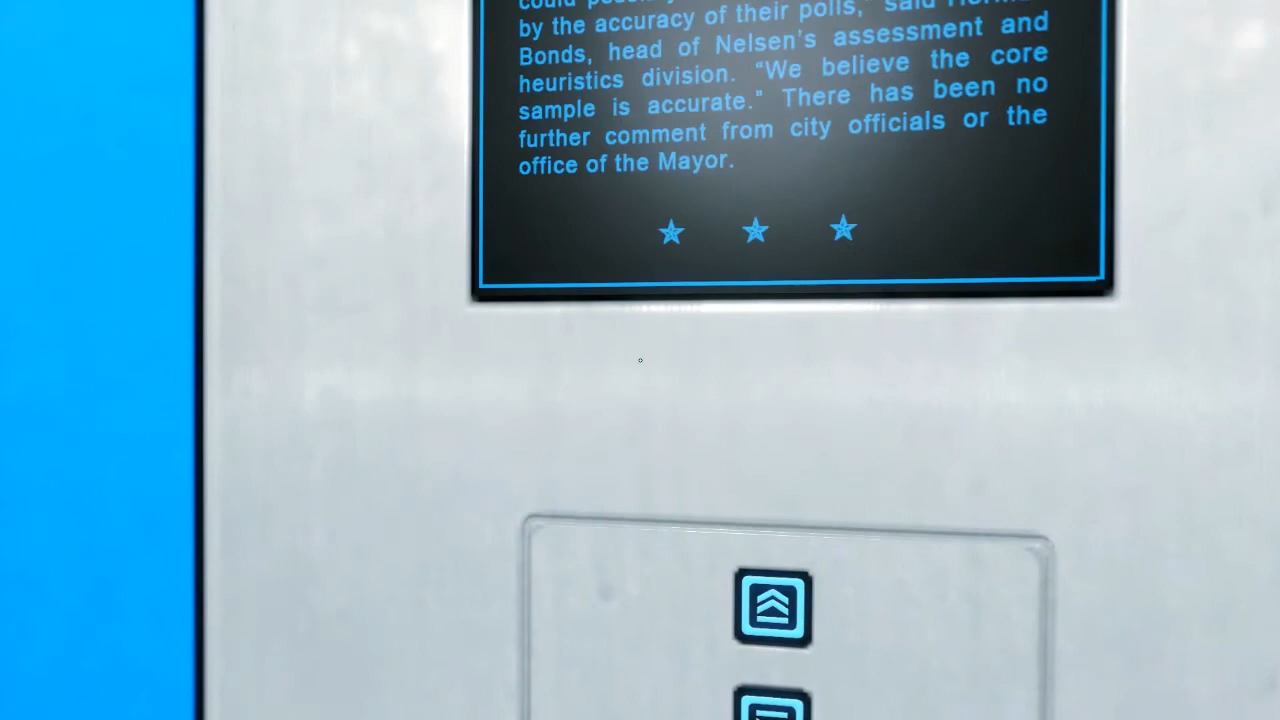 by the accuracy of their polls,” said
Bonds, head of Nelsen’s assessment and
heuristics division. “We believe the core
sample is accurate.” There has been no
further comment from city officials or the
office of the Mayor.